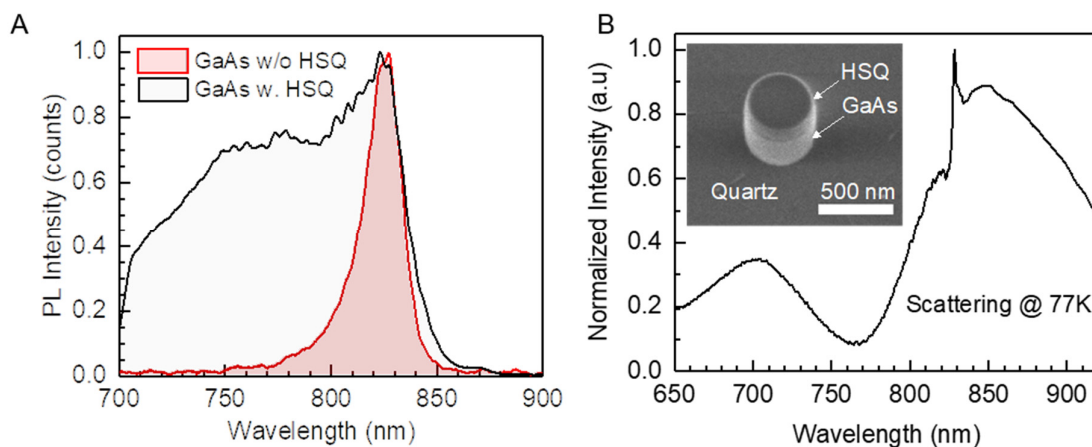 A
PL Intensity (counts)
1.0
0.8
0.6
0.4
0.2
0.0
GaAs w/o HSQ
GaAs w. HSQ
700 750 800 850 900
Wavelength (nm)
B
Normalized Intensity (a.u)
1.0
0.8
0.6
0.4
0.2
0.0
HSQ
GaAs
Quartz
500 nm
Scattering @ 77K
650 700 750 800 850 900
Wavelength (nm)